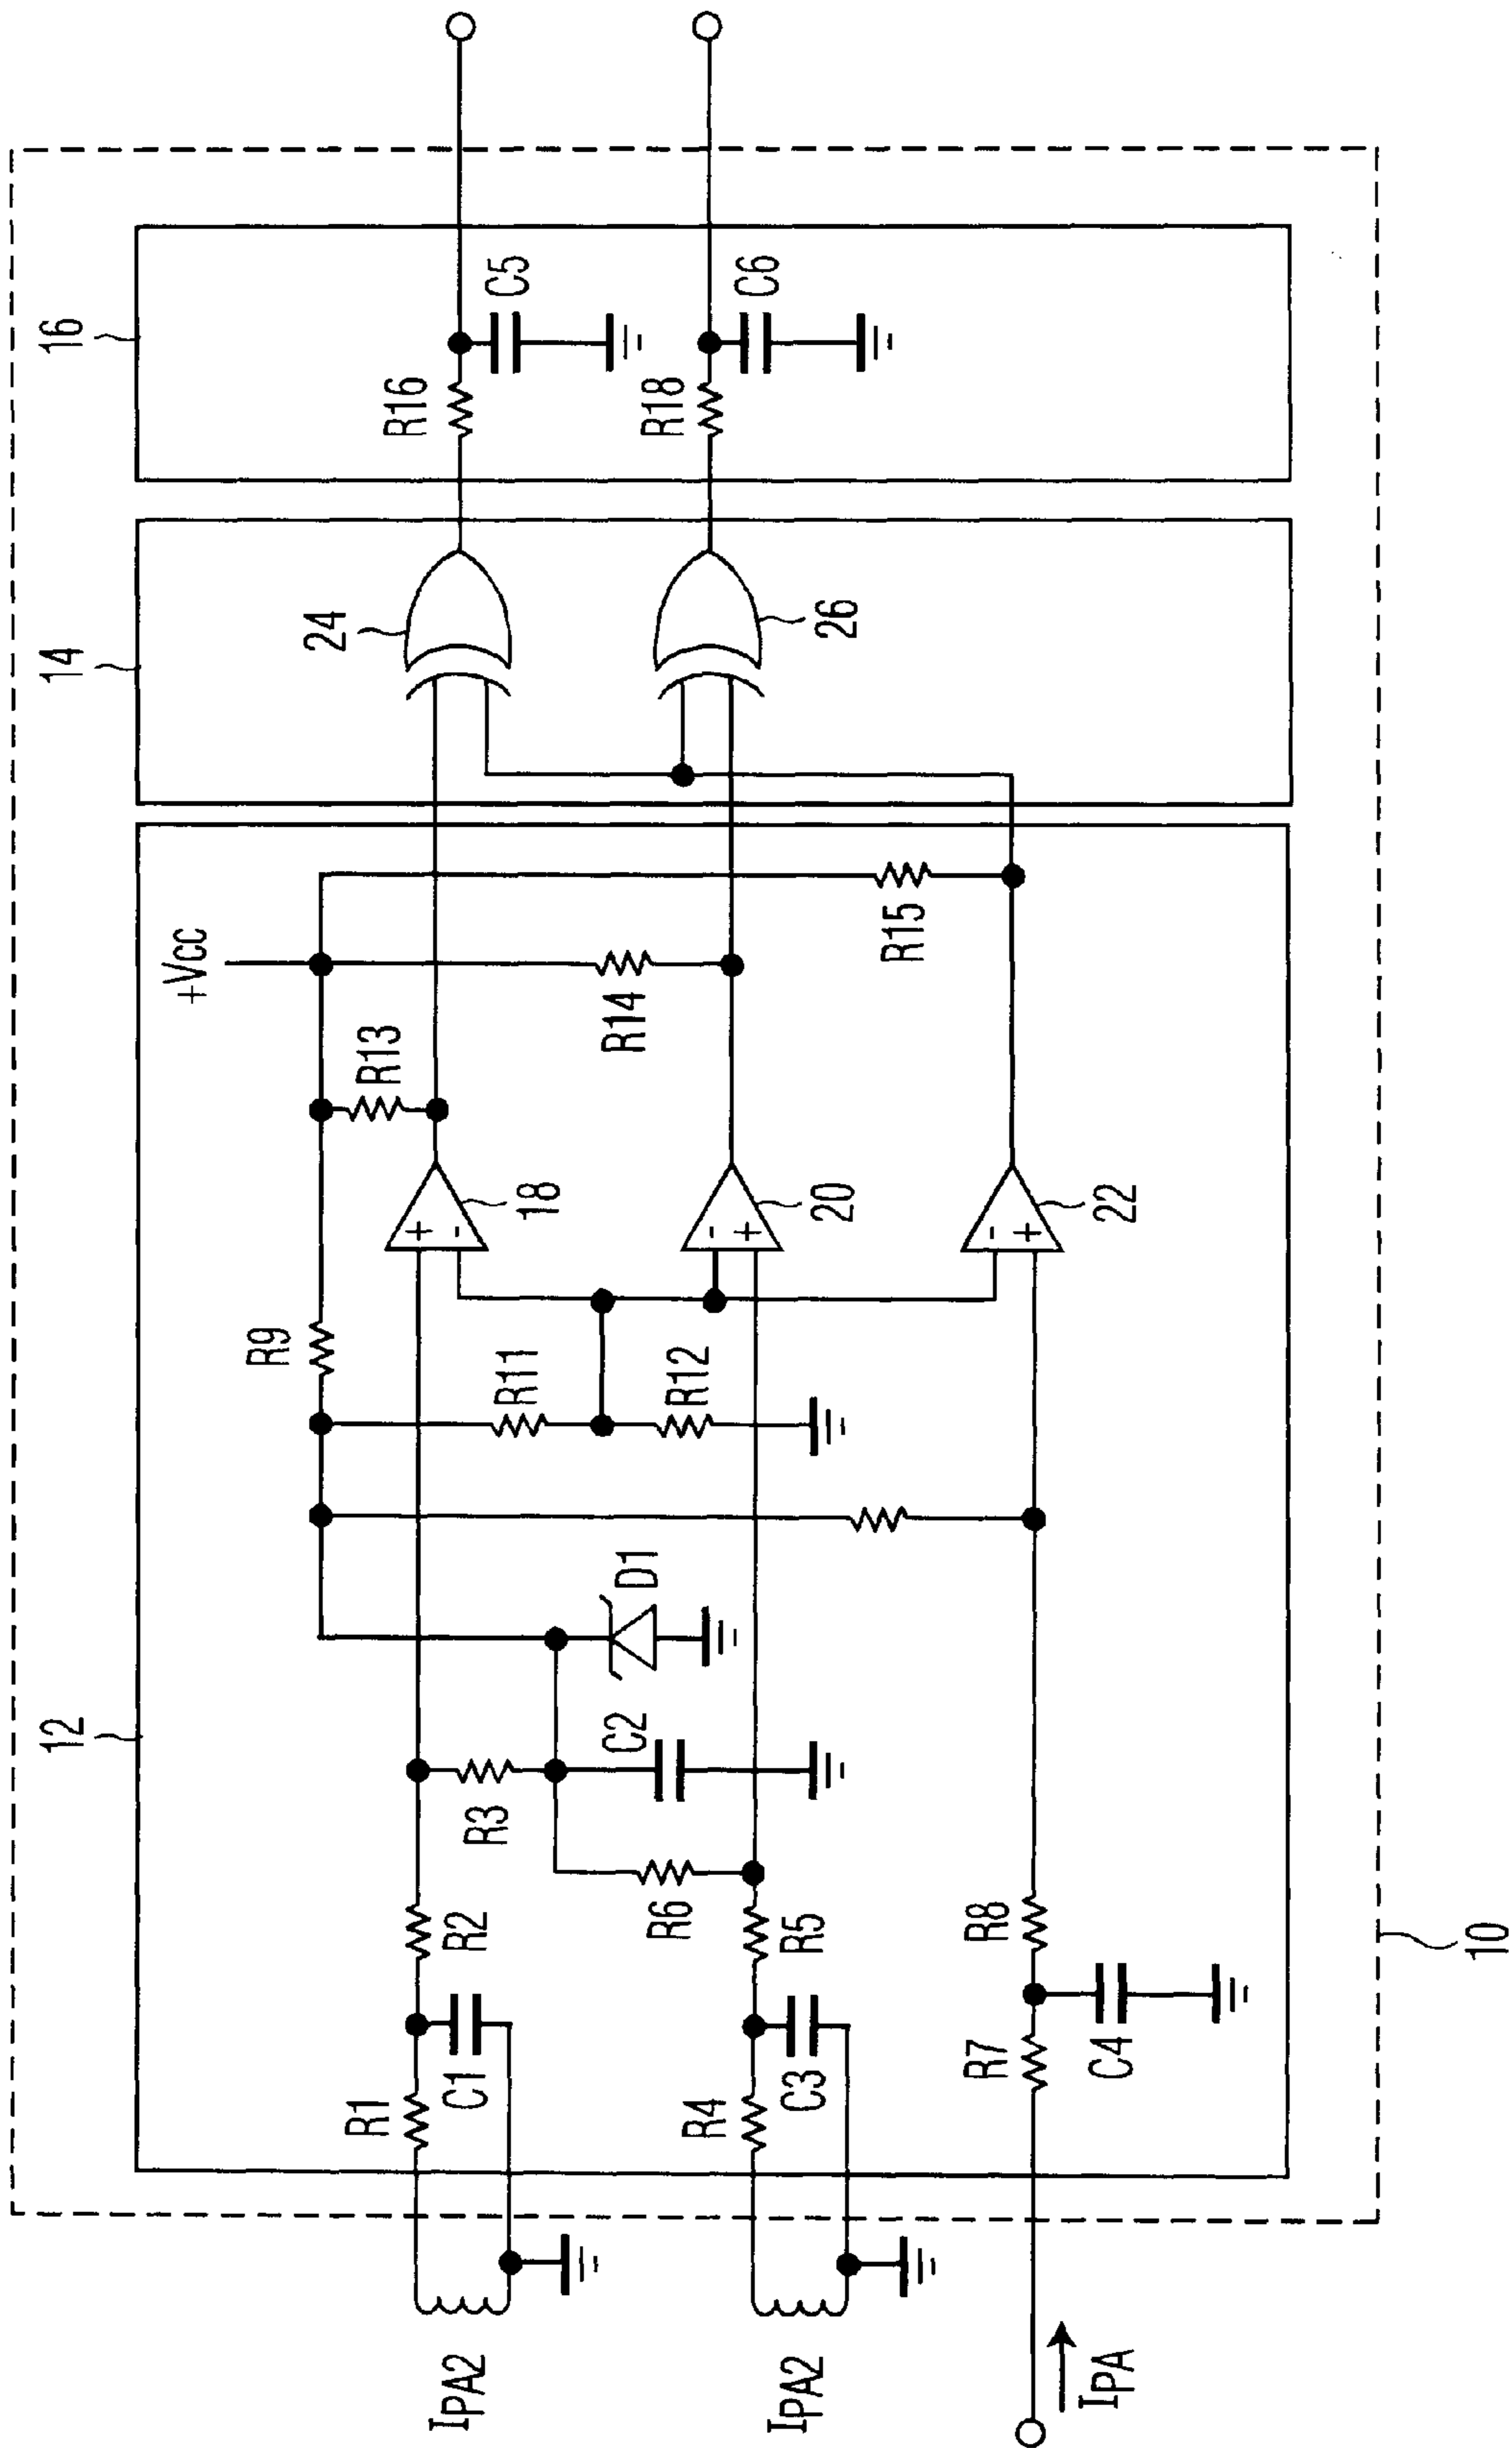 12
14
16
+Vcc
R9
R13
24
R16
R1
R2
C1
R3
R11
18
C5
D1
C2
R14
R12
R18
R6
R4
R5
C3
20
26
C6
R15
R7
R8
C4
22
IPA2
IPA2
IPA
10
+
-
-
+
-
+